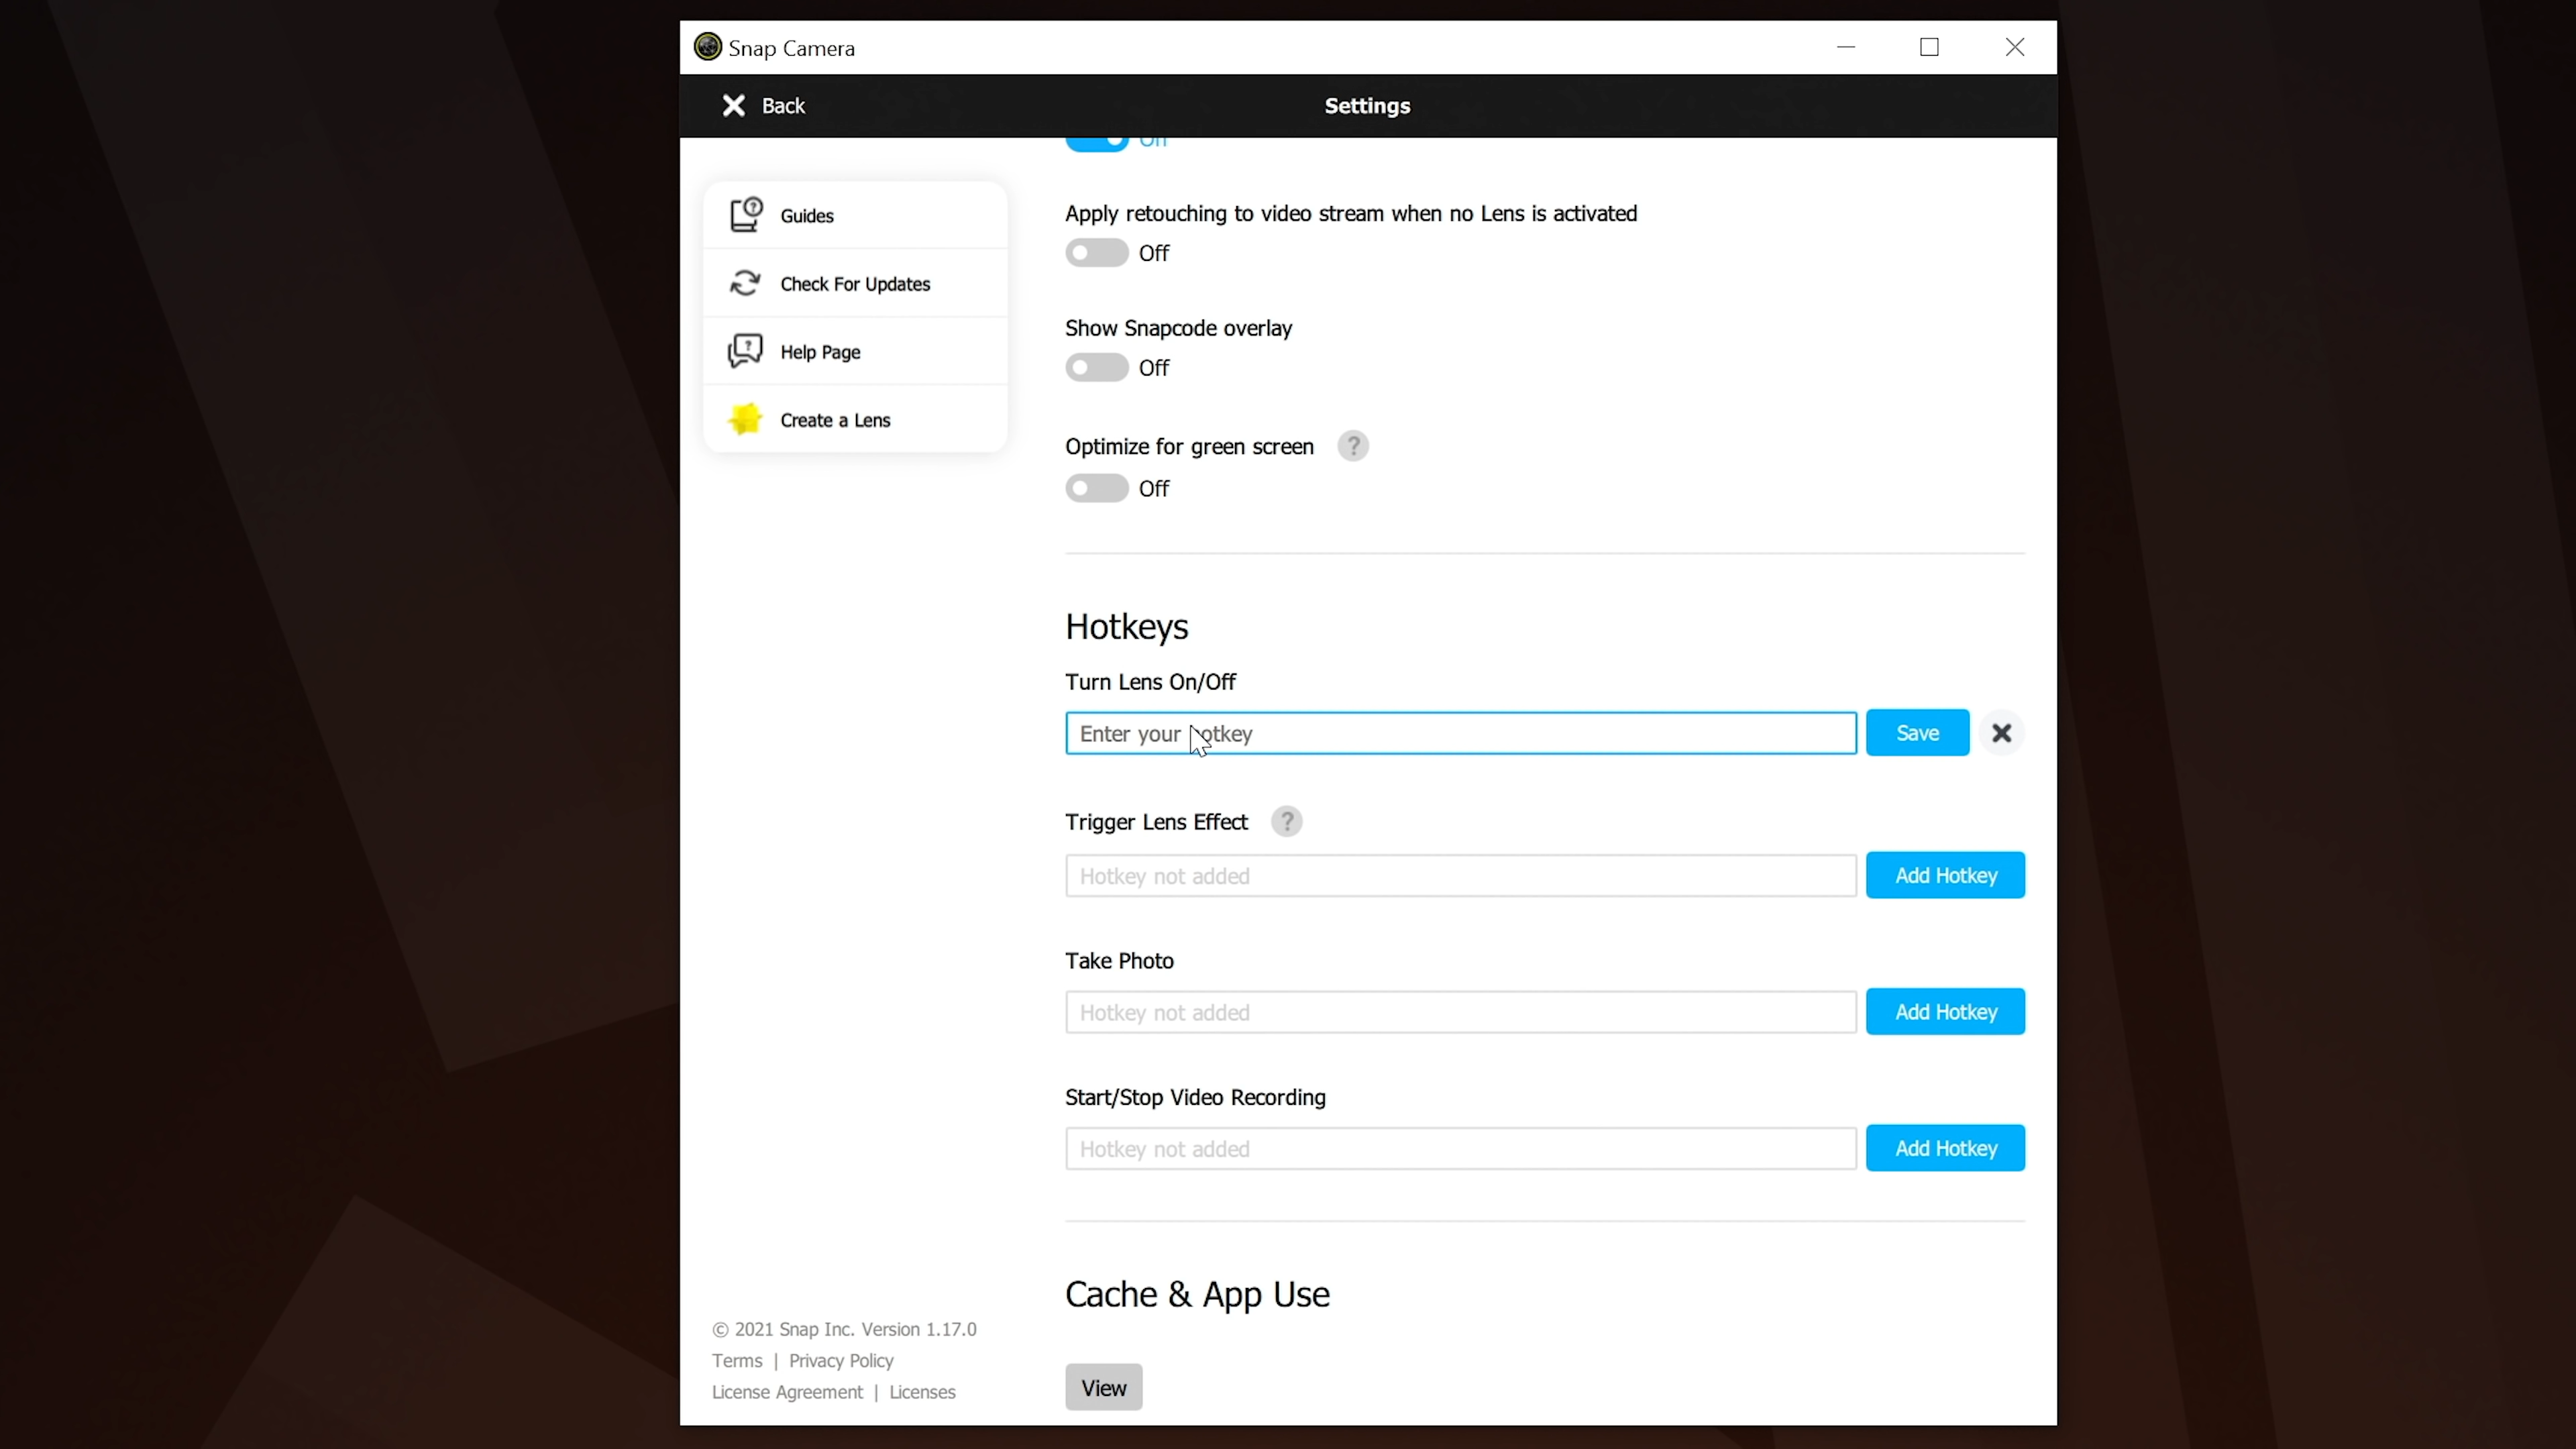 Snap Camera
Back
Settings
On
Guides
Check For Updates
Help Page
Create a Lens
Apply retouching to video stream when no Lens is activated
Off
Show Snapcode overlay
Off
Optimize for green screen ?
Off
Hotkeys
Turn Lens On/Off
Enter your hotkey
Save
Trigger Lens Effect ?
Hotkey not added
Add Hotkey
Take Photo
Hotkey not added
Add Hotkey
Start/Stop Video Recording
Hotkey not added
Add Hotkey
Cache & App Use
View
© 2021 Snap Inc. Version 1.17.0
Terms | Privacy Policy
License Agreement | Licenses